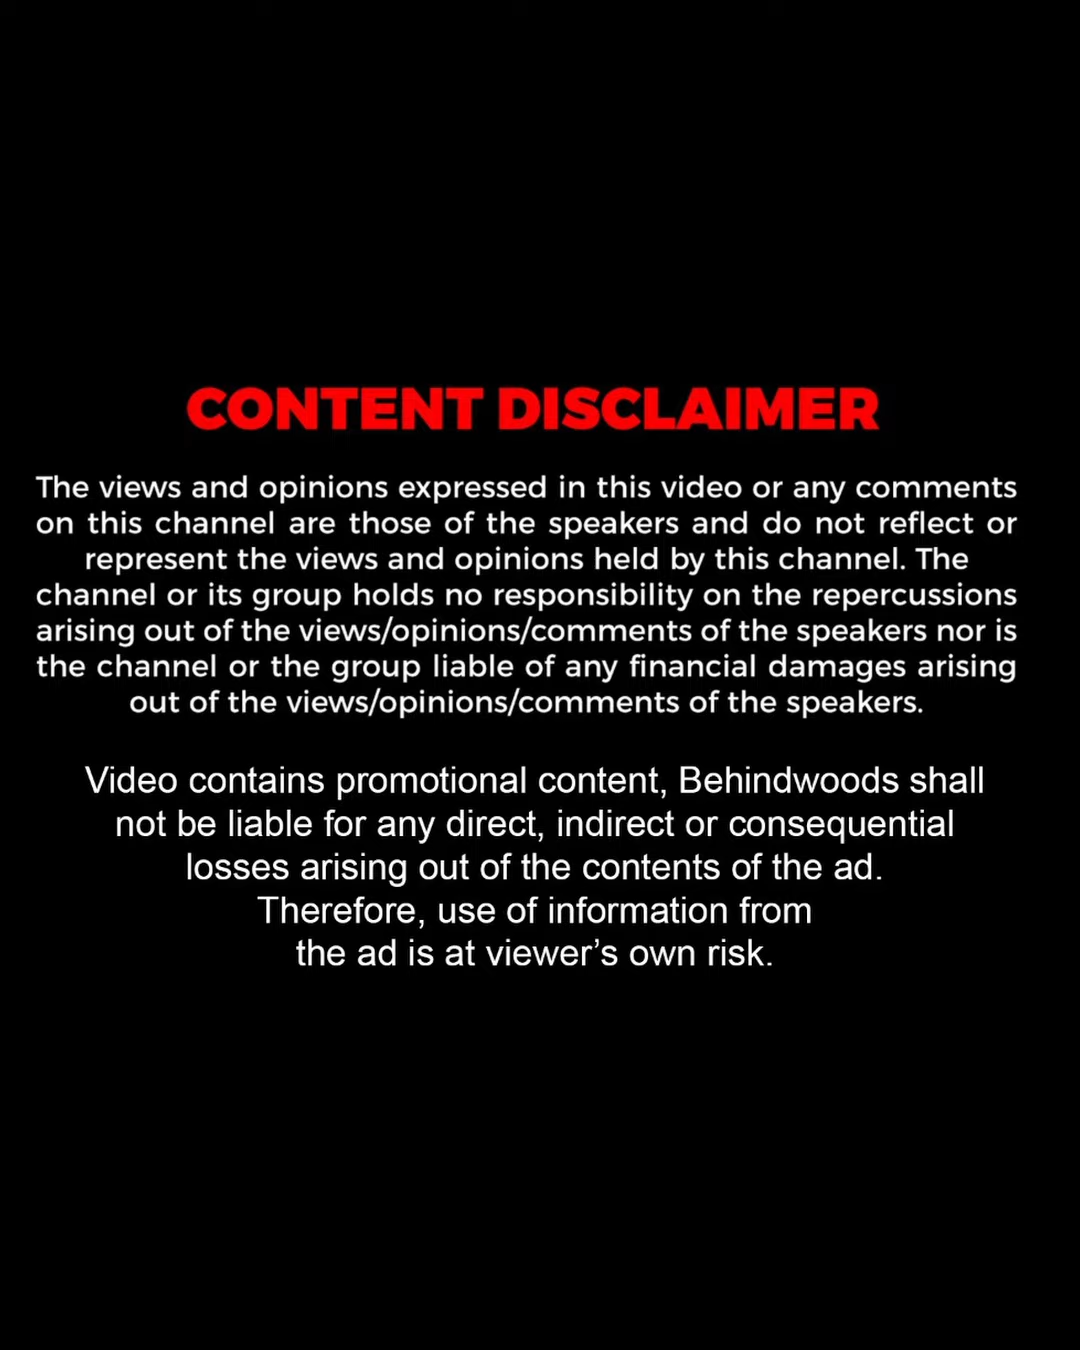 CONTENT DISCLAIMER
The views and opinions expressed in this video or any comments
on this channel are those of the speakers and do not reflect or
represent the views and opinions held by this channel. The
channel or its group holds no responsibility on the repercussions
arising out of the views/opinions/comments of the speakers nor is
the channel or the group liable of any financial damages arising
out of the views/opinions/comments of the speakers.
Video contains promotional content, Behindwoods shall
not be liable for any direct, indirect or consequential
losses arising out of the contents of the ad.
Therefore, use of information from
the ad is at viewer’s own risk.